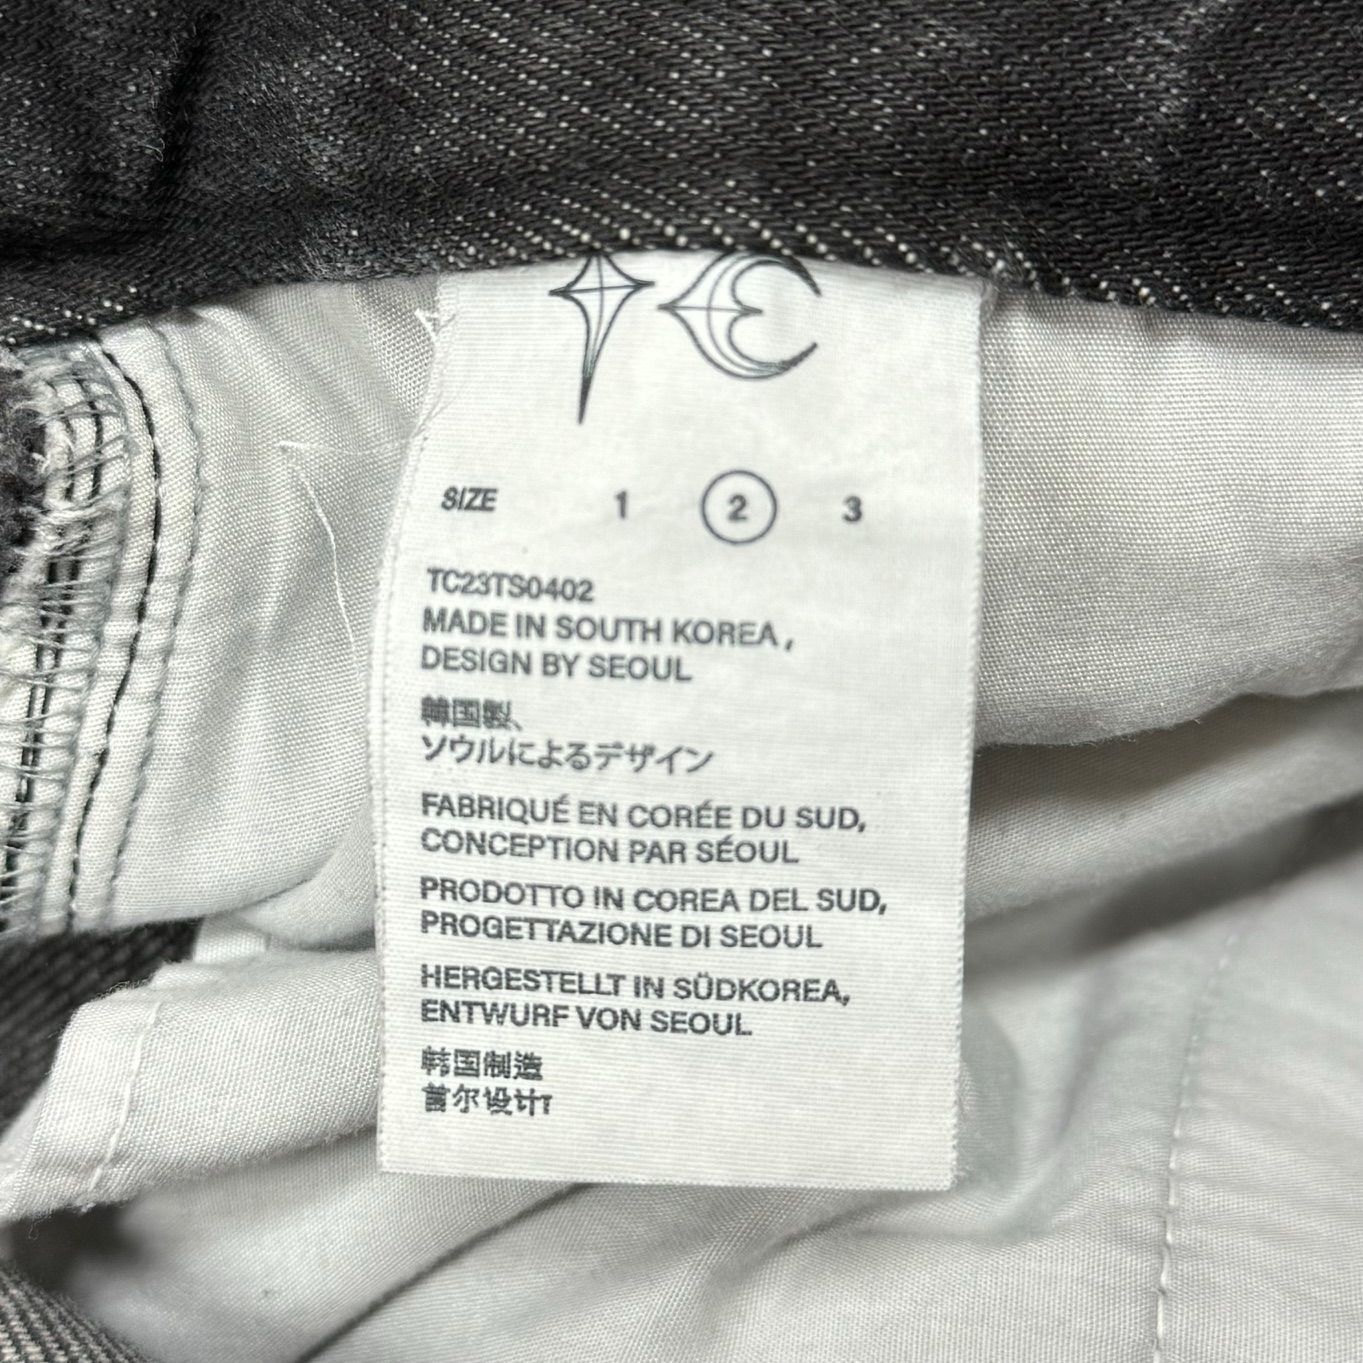 TC
SIZE 1 2 3
TC23TS0402
MADE IN SOUTH KOREA ,
DESIGN BY SEOUL
韓国製、
ソウルによるデザイン
FABRIQUÉ EN CORÉE DU SUD,
CONCEPTION PAR SÉOUL
PRODOTTO IN COREA DEL SUD,
PROGETTAZIONE DI SEOUL
HERGESTELLT IN SÜDKOREA,
ENTWURF VON SEOUL
韩国制造
首尔设计T